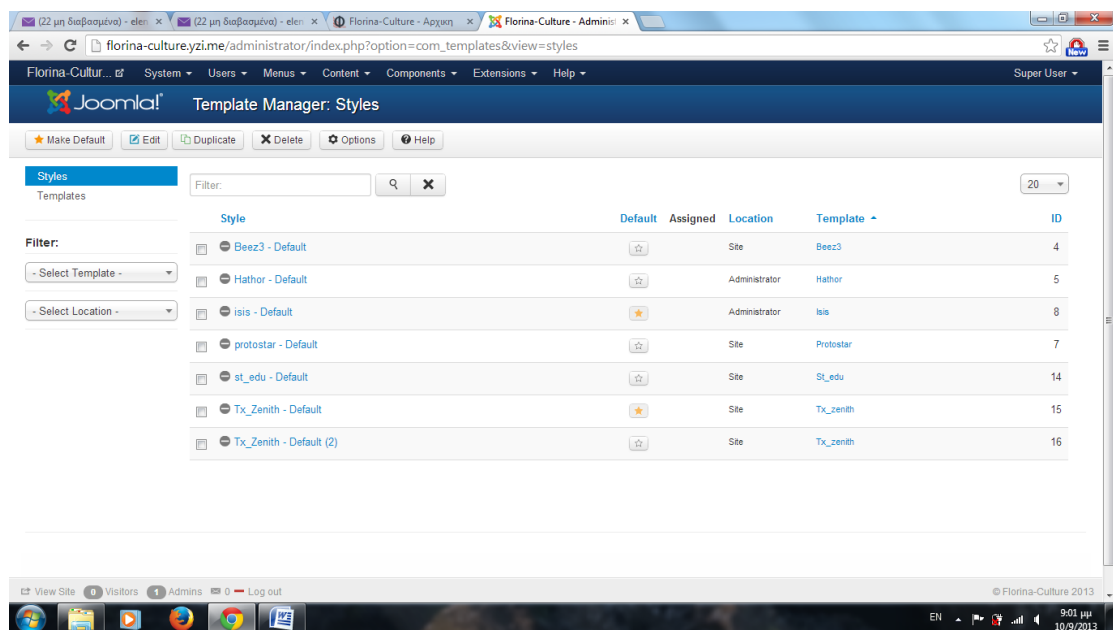 (22 μη διαβασμένα) - elen
(22 μη διαβασμένα) - elen
Florina-Culture - Αρχικη
Florina-Culture - Administ
florina-culture.yzi.me/administrator/index.php?option=com_templates&view=styles
New
Florina-Cultur... System Users Menus Content Components Extensions Help Super User
Joomla! Template Manager: Styles
Make Default Edit Duplicate Delete Options Help
Styles
Templates
Filter:
- Select Template -
- Select Location -
Filter: 20
Style Default Assigned Location Template ID
Beez3 - Default Site Beez3 4
Hathor - Default Administrator Hathor 5
isis - Default Administrator Isis 8
protostar - Default Site Protostar 7
st_edu - Default Site St_edu 14
Tx_Zenith - Default Site Tx_zenith 15
Tx_Zenith - Default (2) Site Tx_zenith 16
View Site 0 Visitors 1 Admins 0 Log out © Florina-Culture 2013
EN 9:01 μμ
10/9/2013